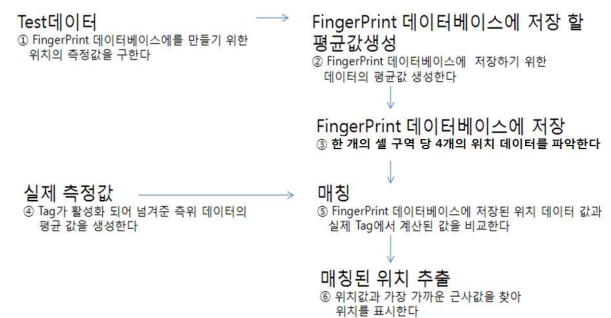 Test데이터
① FingerPrint 데이터베이스에를 만들기 위한
위치의 측정값을 구한다
FingerPrint 데이터베이스에 저장 할
평균값생성
② FingerPrint 데이터베이스에 저장하기 위한
데이터의 평균값 생성한다
FingerPrint 데이터베이스에 저장
③ 한 개의 셀 구역 당 4개의 위치 데이터를 파악한다
실제 측정값
④ Tag가 활성화 되어 넘겨준 측위 데이터의
평균 값을 생성한다
매칭
⑤ FingerPrint 데이터베이스에 저장된 위치 데이터 값과
실제 Tag에서 계산된 값을 비교한다
매칭된 위치 추출
⑥ 위치값과 가장 가까운 근사값을 찾아
위치를 표시한다